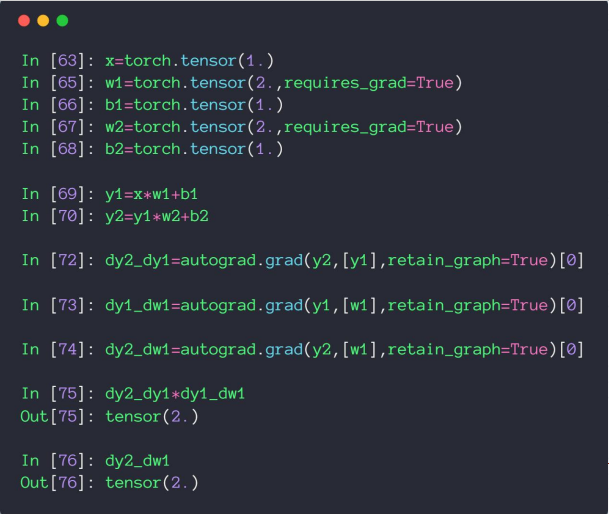 In [63]: x=torch.tensor(1.)
In [65]: w1=torch.tensor(2.,requires_grad=True)
In [66]: b1=torch.tensor(1.)
In [67]: w2=torch.tensor(2.,requires_grad=True)
In [68]: b2=torch.tensor(1.)
In [69]: y1=x*w1+b1
In [70]: y2=y1*w2+b2
In [72]: dy2_dy1=autograd.grad(y2,[y1],retain_graph=True)[0]
In [73]: dy1_dw1=autograd.grad(y1,[w1],retain_graph=True)[0]
In [74]: dy2_dw1=autograd.grad(y2,[w1],retain_graph=True)[0]
In [75]: dy2_dy1*dy1_dw1
Out[75]: tensor(2.)
In [76]: dy2_dw1
Out[76]: tensor(2.)